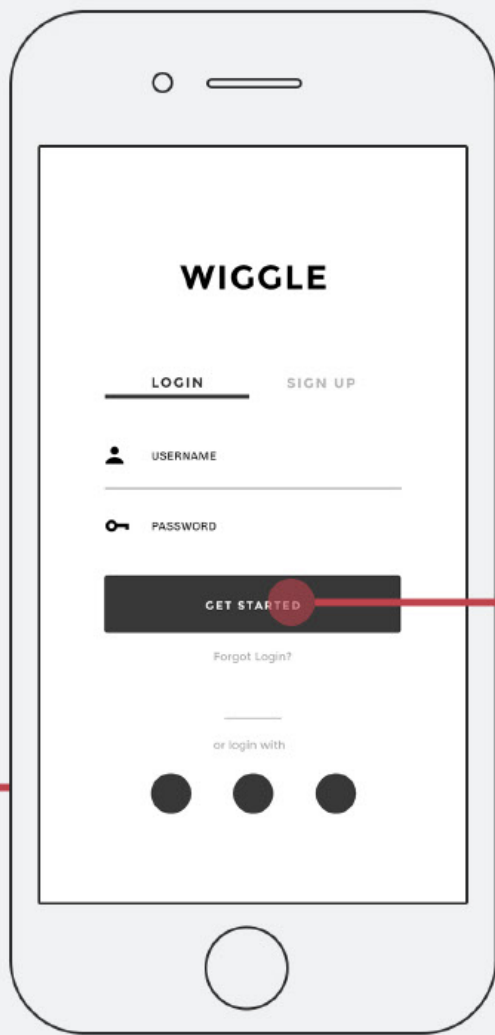 WIGGLE
LOGIN SIGN UP
USERNAME
PASSWORD
GET STARTED
Forgot Login?
or login with